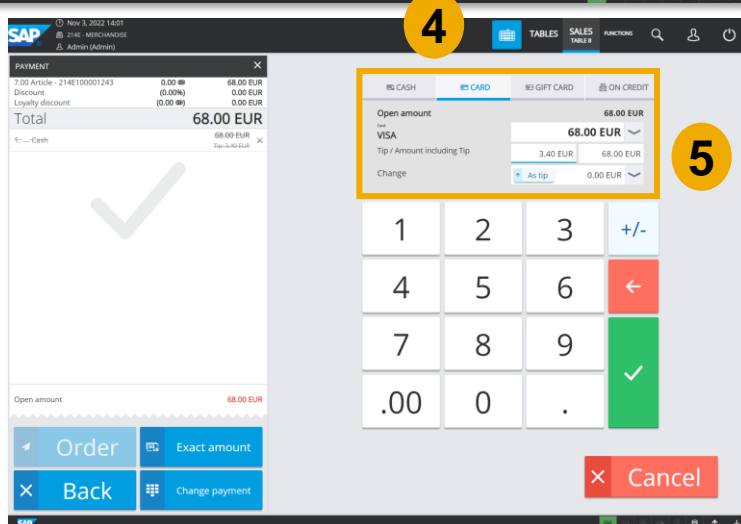 4
SAP
Nov 3, 2022 14:01
214E - MERCHANDISE
Admin (Admin)
TABLES
SALES
TABLE 8
FUNCTIONS
PAYMENT
7.00 Article - 214E100001243 0.00 68.00 EUR
Discount (0.00%) 0.00 EUR
Loyalty discount (0.00 ) 0.00 EUR
Total 68.00 EUR
1. ... Cash 68.00 EUR
Tip: 3.40 EUR
Open amount 68.00 EUR
Order
Exact amount
Back
Change payment
CASH CARD GIFT CARD ON CREDIT
Open amount 68.00 EUR
Card
VISA 68.00 EUR
Tip / Amount including Tip 3.40 EUR 68.00 EUR
Change As tip 0.00 EUR
5
1 2 3 +/-
4 5 6
7 8 9
.00 0 .
Cancel
SAP